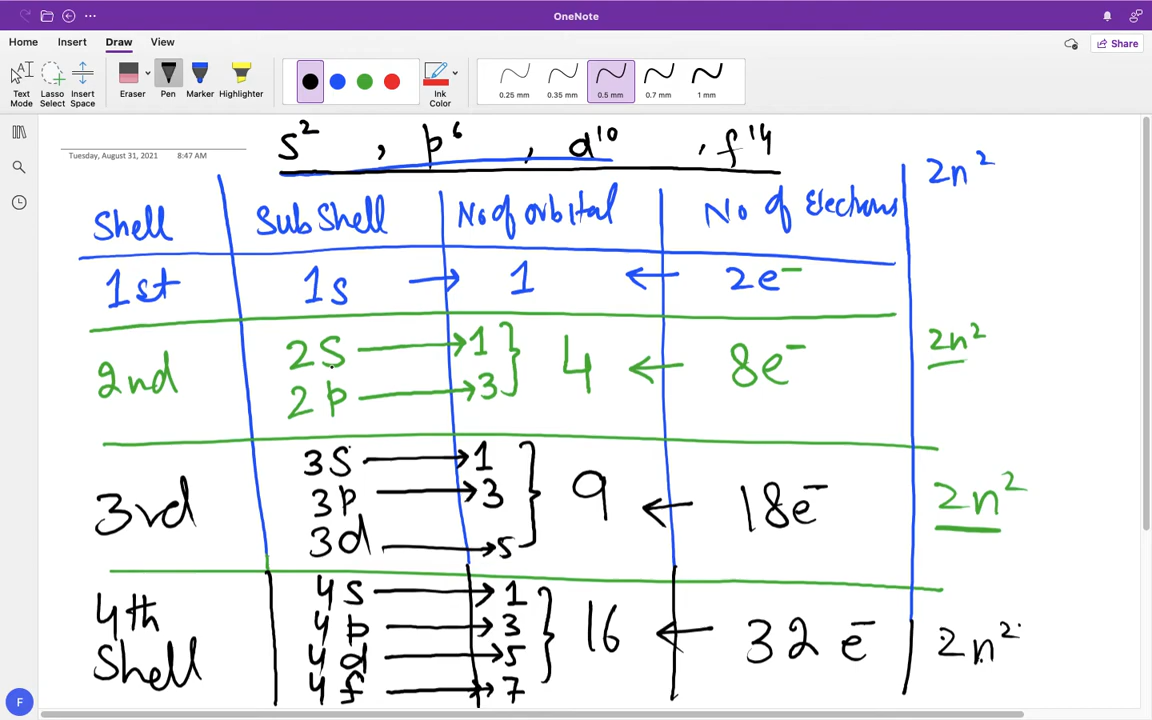 OneNote
Home Insert Draw View
Share
Text Mode
Lasso Select
Insert Space
Eraser
Pen
Marker
Highlighter
Ink Color
0.25 mm
0.35 mm
0.5 mm
0.7 mm
1 mm
Tuesday, August 31, 2021 8:47 AM
s², p⁶, d¹⁰, f¹⁴
2n²
Shell SubShell No of orbital No of Electrons
1st 1s → 1 ← 2e⁻
2nd
2S → 1
2p → 3
} 4 ← 8e⁻
2n²
3rd
3S → 1
3p → 3
3d → 5
} 9 ← 18e⁻
2n²
4th Shell
4s → 1
4p → 3
4d → 5
4f → 7
} 16 ← 32e⁻
2n²
F